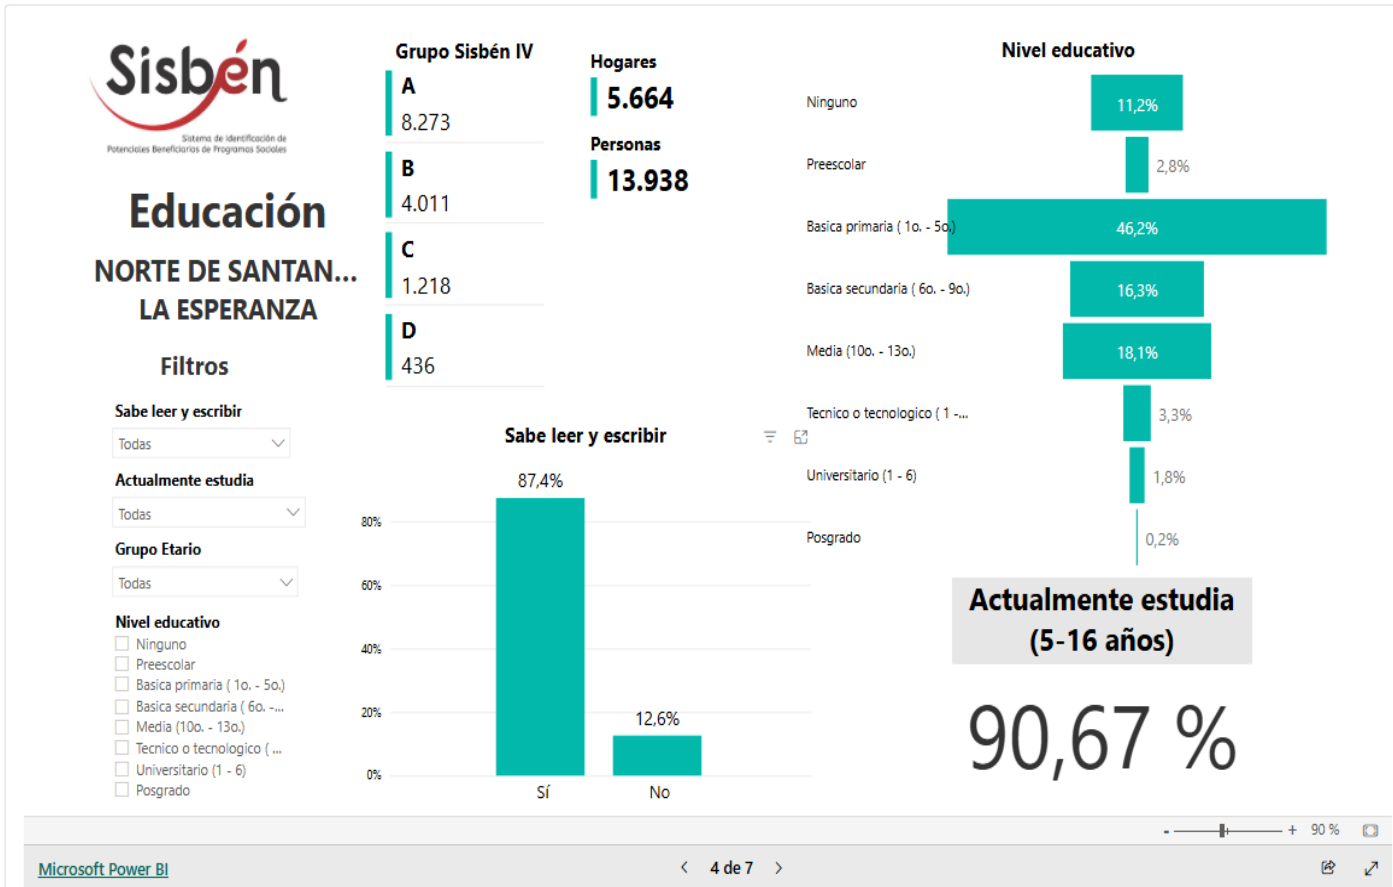 Sisbén
Sistema de Identificación de
Potenciales Beneficiarios de Programas Sociales
Educación
NORTE DE SANTAN...
LA ESPERANZA
Filtros
Sabe leer y escribir
Todas
Actualmente estudia
Todas
Grupo Etario
Todas
Nivel educativo
Ninguno
Preescolar
Basica primaria ( 1o. - 5o.)
Basica secundaria ( 6o. -...
Media (10o. - 13o.)
Tecnico o tecnologico ( ...
Universitario (1 - 6)
Posgrado
Grupo Sisbén IV
A
8.273
B
4.011
C
1.218
D
436
Hogares
5.664
Personas
13.938
Sabe leer y escribir
87,4%
80%
60%
40%
20%
12,6%
0%
Sí
No
Nivel educativo
Ninguno
11,2%
Preescolar
2,8%
Basica primaria ( 1o. - 5o.)
46,2%
Basica secundaria ( 6o. - 9o.)
16,3%
Media (10o. - 13o.)
18,1%
Tecnico o tecnologico ( 1 -...
3,3%
Universitario (1 - 6)
1,8%
Posgrado
0,2%
Actualmente estudia
(5-16 años)
90,67 %
- + 90 %
Microsoft Power BI
4 de 7